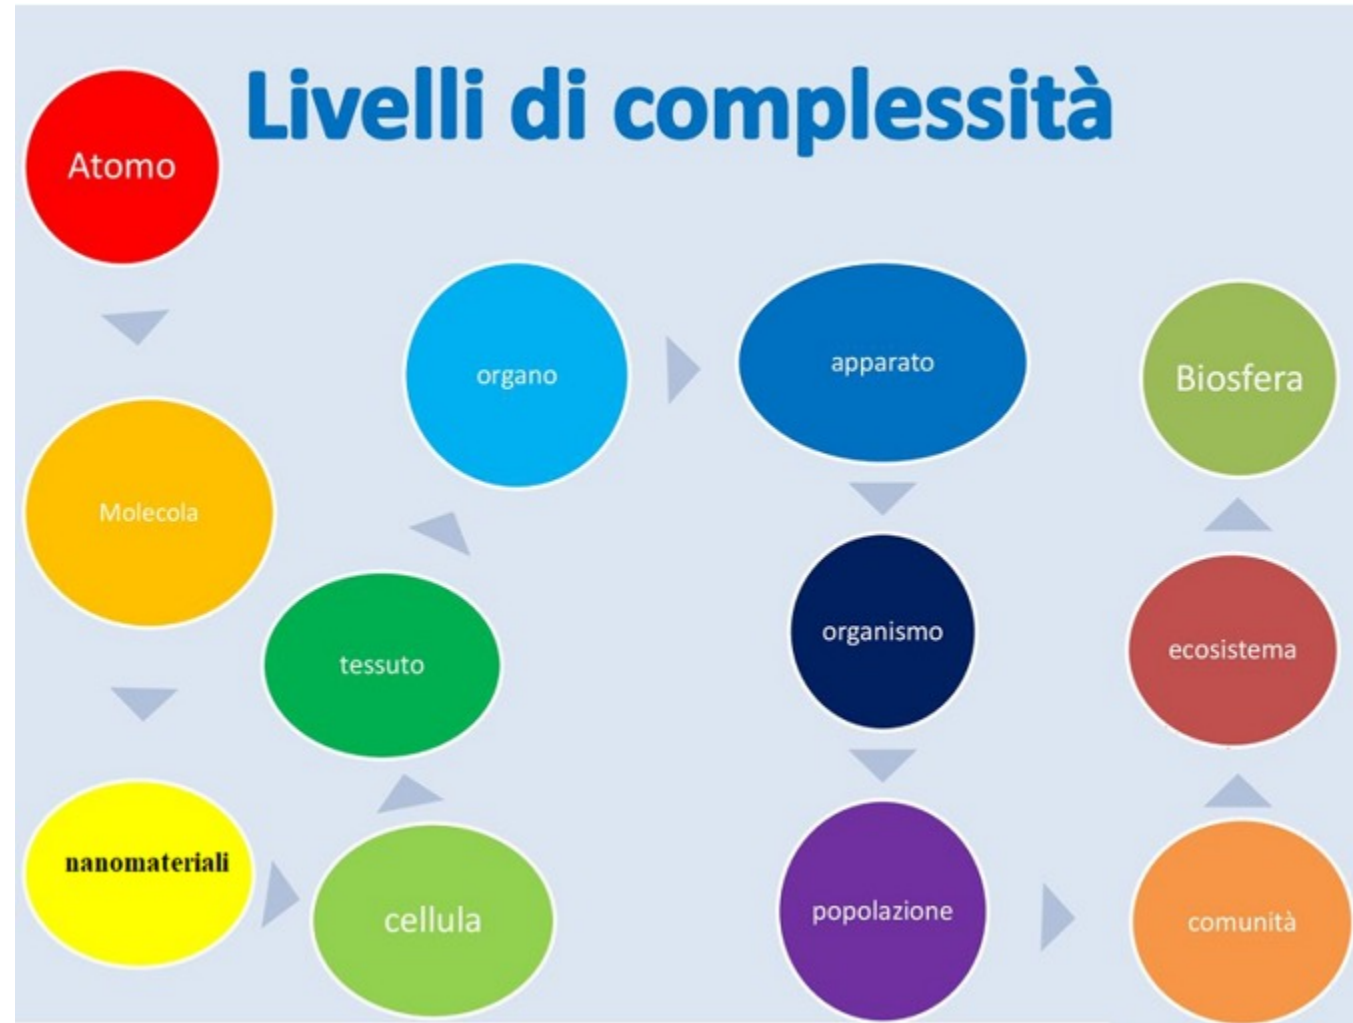 Livelli di complessità
Atomo
Molecola
nanomateriali
cellula
tessuto
organo
apparato
organismo
popolazione
comunità
ecosistema
Biosfera